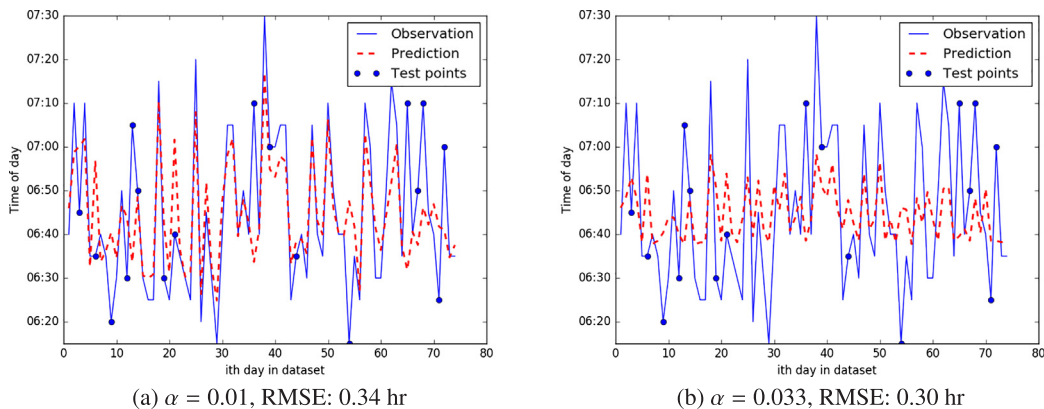 07:30
07:20
07:10
07:00
06:50
06:40
06:30
06:20
Time of day
0 10 20 30 40 50 60 70 80
ith day in dataset
Observation
Prediction
Test points
(a) α = 0.01, RMSE: 0.34 hr
07:30
07:20
07:10
07:00
06:50
06:40
06:30
06:20
Time of day
0 10 20 30 40 50 60 70 80
ith day in dataset
Observation
Prediction
Test points
(b) α = 0.033, RMSE: 0.30 hr